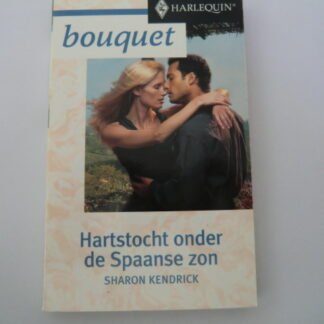 HARLEQUIN®
bouquet
Hartstocht onder
de Spaanse zon
SHARON KENDRICK